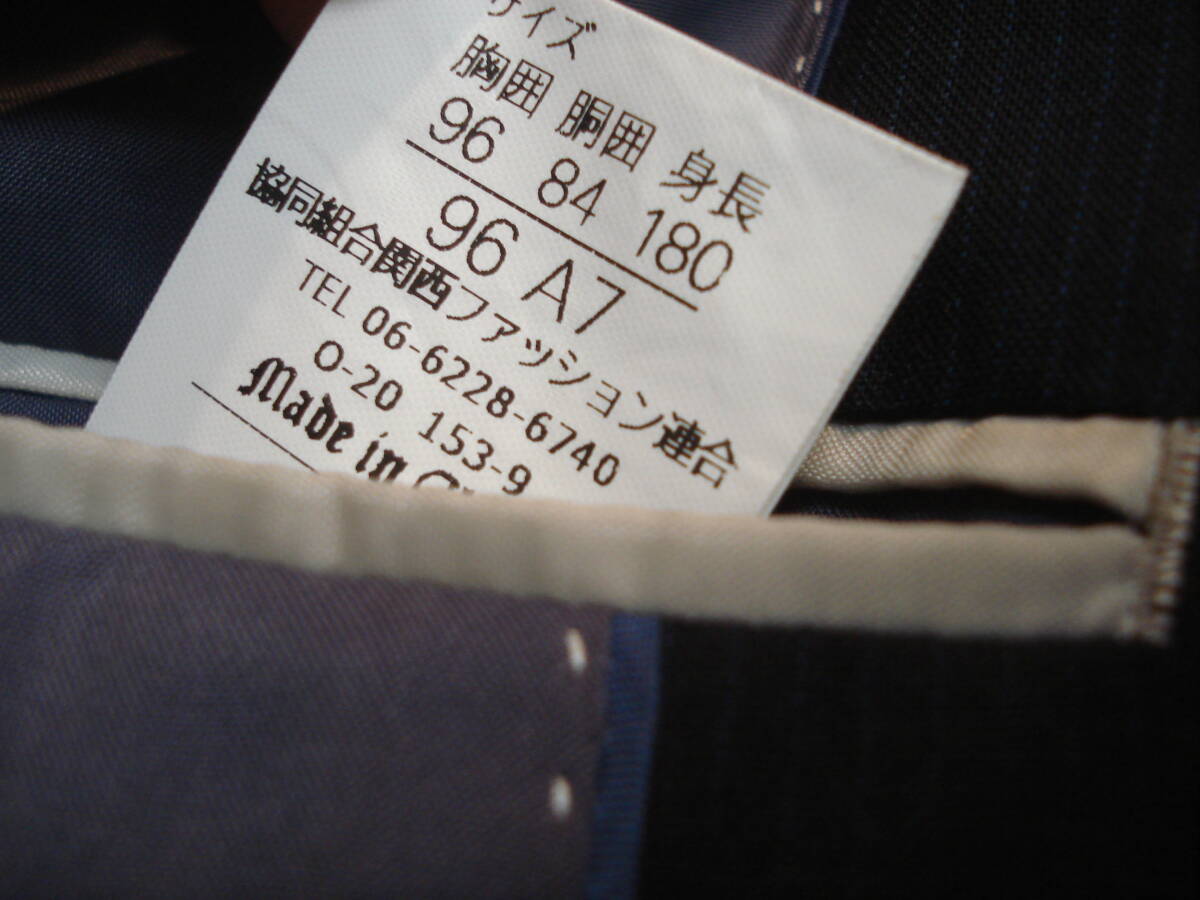 サイズ
胸囲 胴囲 身長
96 84 180
96 A7
協同組合関西ファッション連合
TEL 06-6228-6740
O-20 153-9
Made in